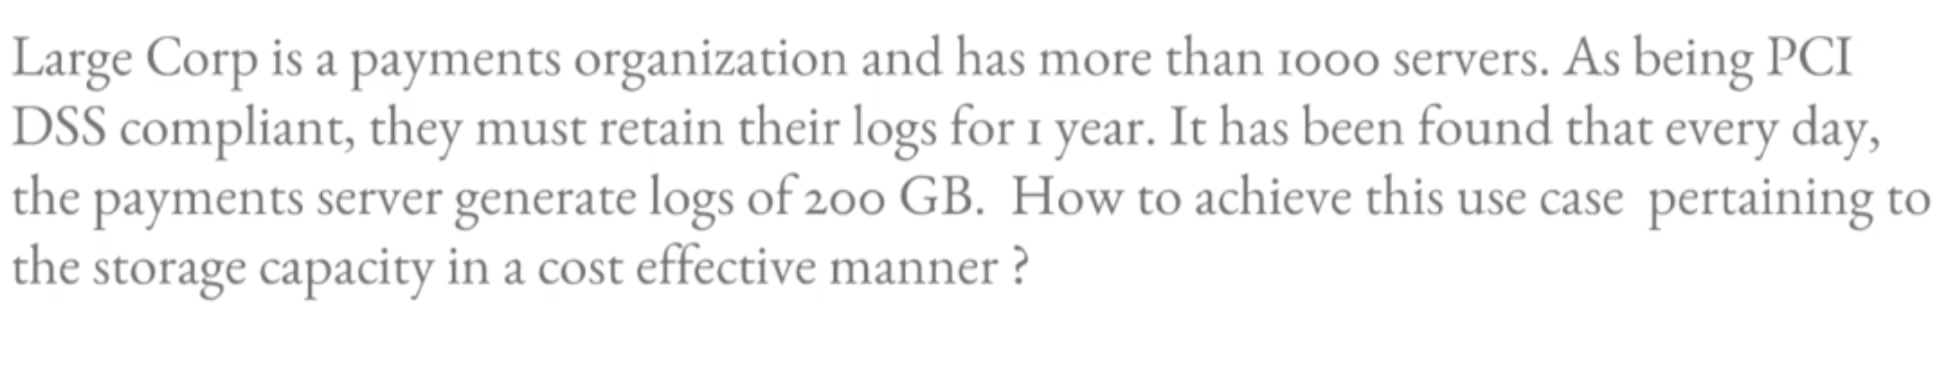 Large Corp is a payments organization and has more than 1000 servers. As being PCI
DSS compliant, they must retain their logs for 1 year. It has been found that every day,
the payments server generate logs of 200 GB.  How to achieve this use case  pertaining to
the storage capacity in a cost effective manner ?